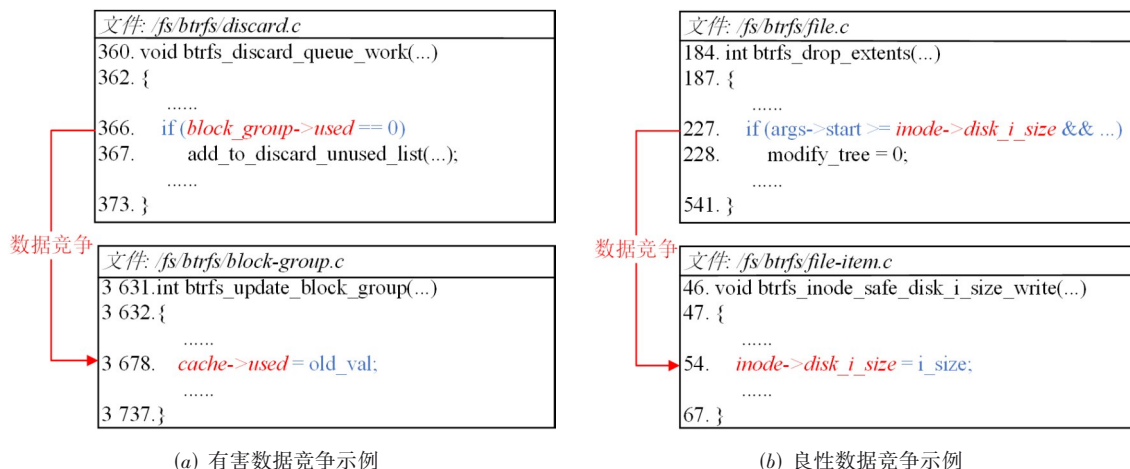 文件: /fs/btrfs/discard.c
360. void btrfs_discard_queue_work(...)
362. {
......
366. if (block_group->used == 0)
367. add_to_discard_unused_list(...);
......
373. }
数据竞争
文件: /fs/btrfs/block-group.c
3 631.int btrfs_update_block_group(...)
3 632.{
......
3 678. cache->used = old_val;
......
3 737.}
(a) 有害数据竞争示例
文件: /fs/btrfs/file.c
184. int btrfs_drop_extents(...)
187. {
......
227. if (args->start >= inode->disk_i_size && ...)
228. modify_tree = 0;
......
541. }
数据竞争
文件: /fs/btrfs/file-item.c
46. void btrfs_inode_safe_disk_i_size_write(...)
47. {
...
54. inode->disk_i_size = i_size;
......
67. }
(b) 良性数据竞争示例